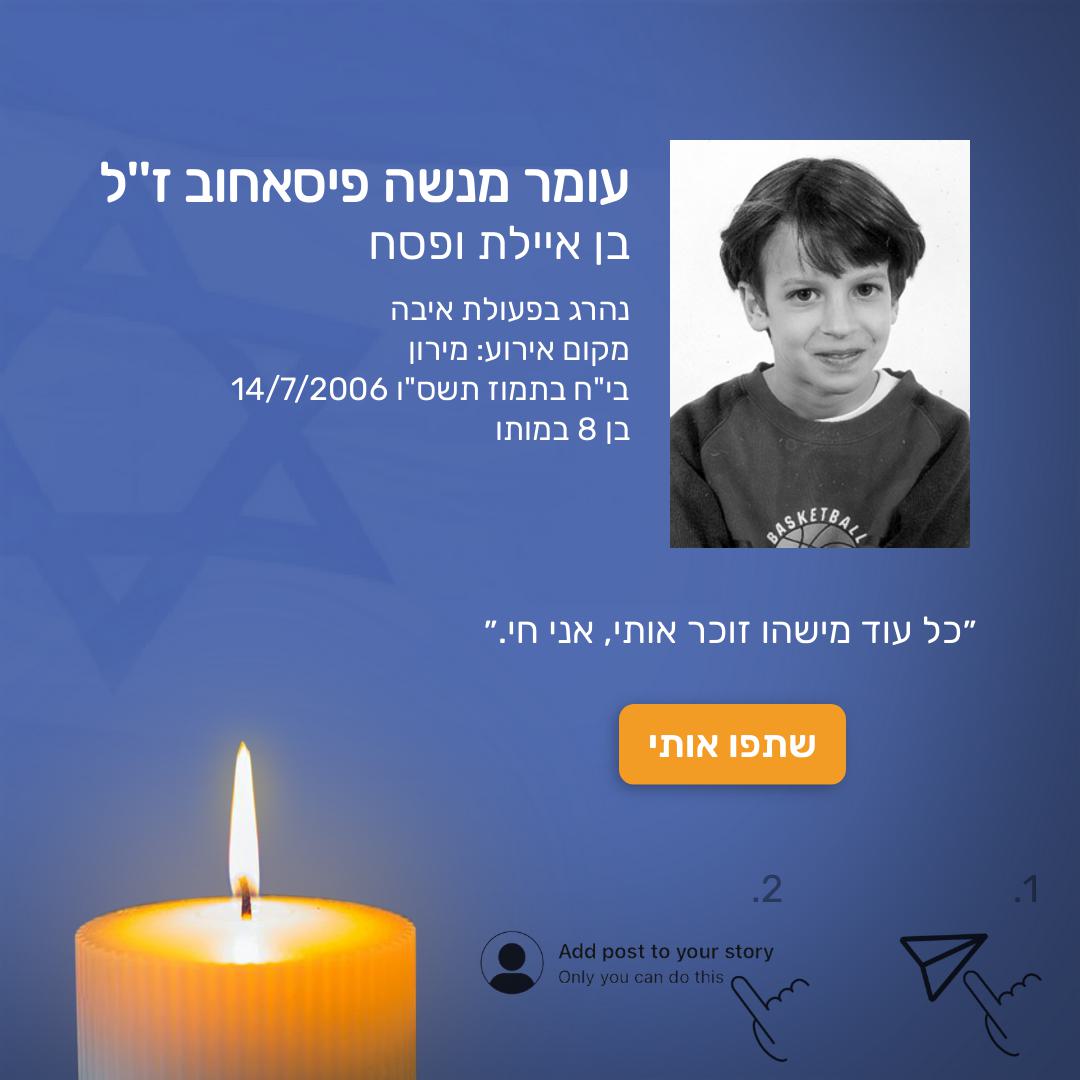 עומר מנשה פיסאחוב ז"ל
בן איילת ופסח
נהרג בפעולת איבה
מקום אירוע: מירון
בי"ח בתמוז תשס"ו 14/7/2006
בן 8 במותו
BASKETBALL
"כל עוד מישהו זוכר אותי, אני חי."
שתפו אותי
1.
2.
Add post to your story
Only you can do this